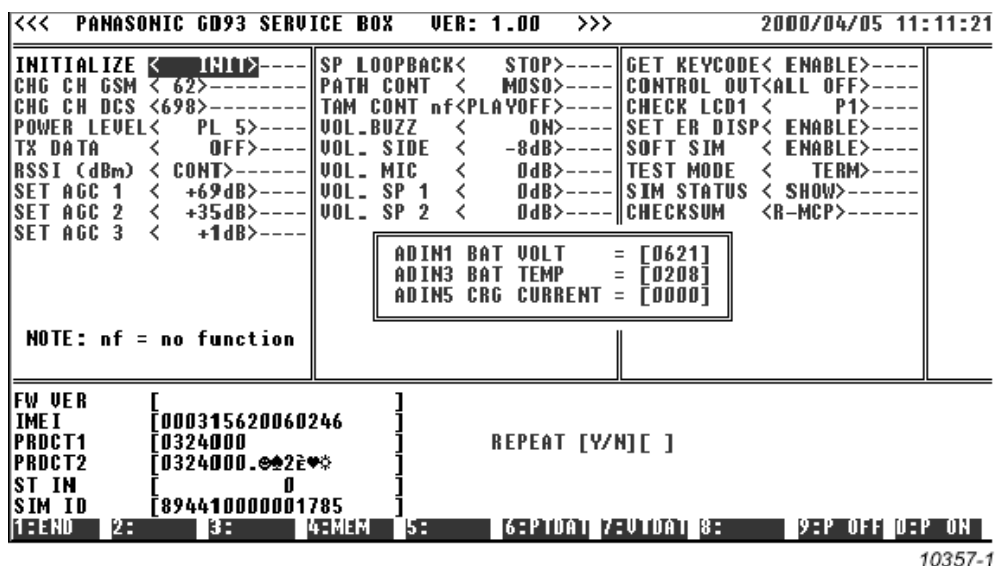 <<< PANASONIC GD93 SERVICE BOX VER: 1.00 >>> 2000/04/05 11:11:21
INITIALIZE < INIT>---- SP LOOPBACK< STOP>---- GET KEYCODE< ENABLE>----
CHG CH GSM < 62>--------- PATH CONT < M0S0>---- CONTROL OUT<ALL OFF>----
CHG CH DCS <698>--------- TAM CONT nf<PLAYOFF>---- CHECK LCD1 < P1>----
POWER LEVEL< PL 5>---- VOL_BUZZ < ON>---- SET ER DISP< ENABLE>----
TX DATA < OFF>---- VOL_ SIDE < -8dB>---- SOFT SIM < ENABLE>----
RSSI (dBm) < CONT>------ VOL_ MIC < 0dB>---- TEST MODE < TERM>----
SET AGC 1 < +69dB>---- VOL_ SP 1 < 0dB>---- SIM STATUS < SHOW>------
SET AGC 2 < +35dB>---- VOL_ SP 2 < 0dB>---- CHECKSUM <R-MCP>------
SET AGC 3 < +1dB>----
ADIN1 BAT VOLT = [0621]
ADIN3 BAT TEMP = [0208]
ADIN5 CRG CURRENT = [0000]
NOTE: nf = no function
FW VER [ ]
IMEI [000315620060246 ]
PRDCT1 [0324000 ] REPEAT [Y/N][ ]
PRDCT2 [0324000.☻♠2è♥☼ ]
ST IN [ 0 ]
SIM ID [894410000001785 ]
1:END 2: 3: 4:MEM 5: 6:PTDAT 7:VTDAT 8: 9:P OFF 0:P ON
10357-1